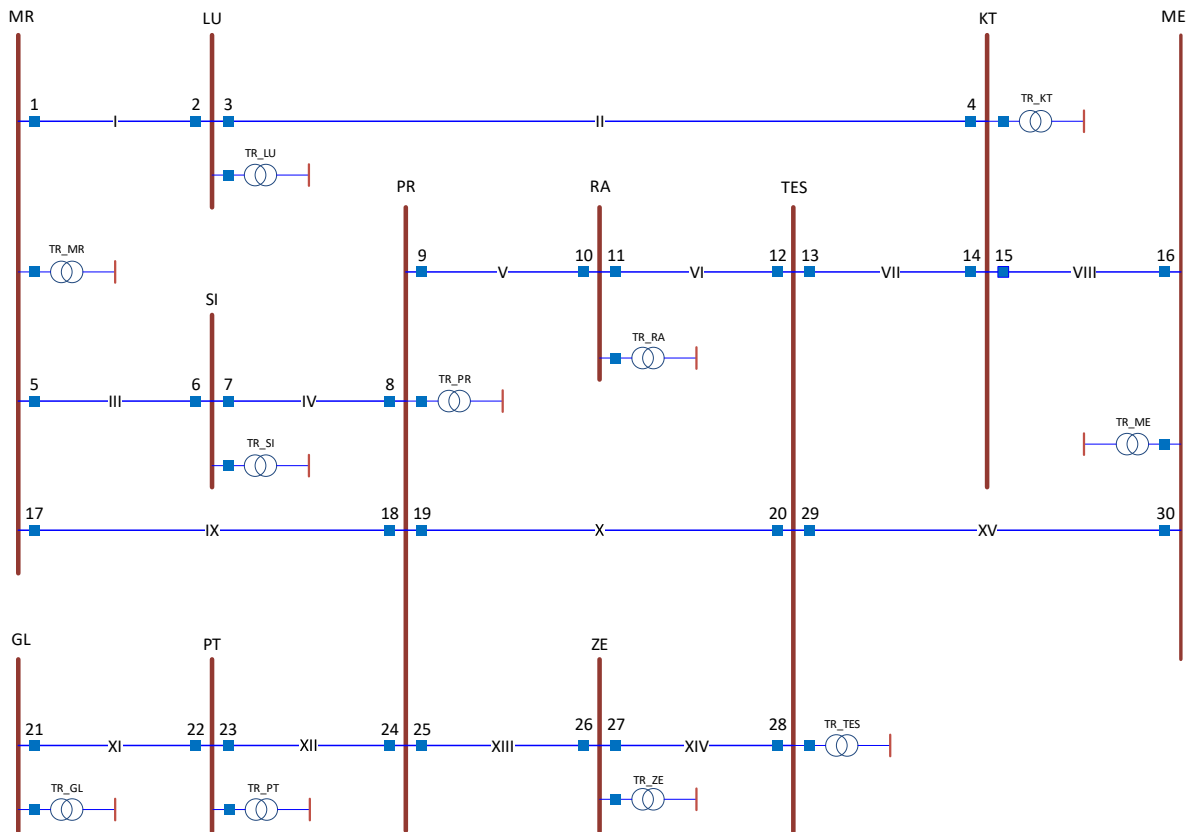 MR LU KT ME
1 I 2 3 II 4 TR_KT
TR_LU
PR RA TES
TR_MR 9 V 10 11 VI 12 13 VII 14 15 VIII 16
SI
TR_RA
5 III 6 7 IV 8 TR_PR
TR_SI TR_ME
17 IX 18 19 X 20 29 XV 30
GL PT ZE
21 XI 22 23 XII 24 25 XIII 26 27 XIV 28 TR_TES
TR_GL TR_PT TR_ZE